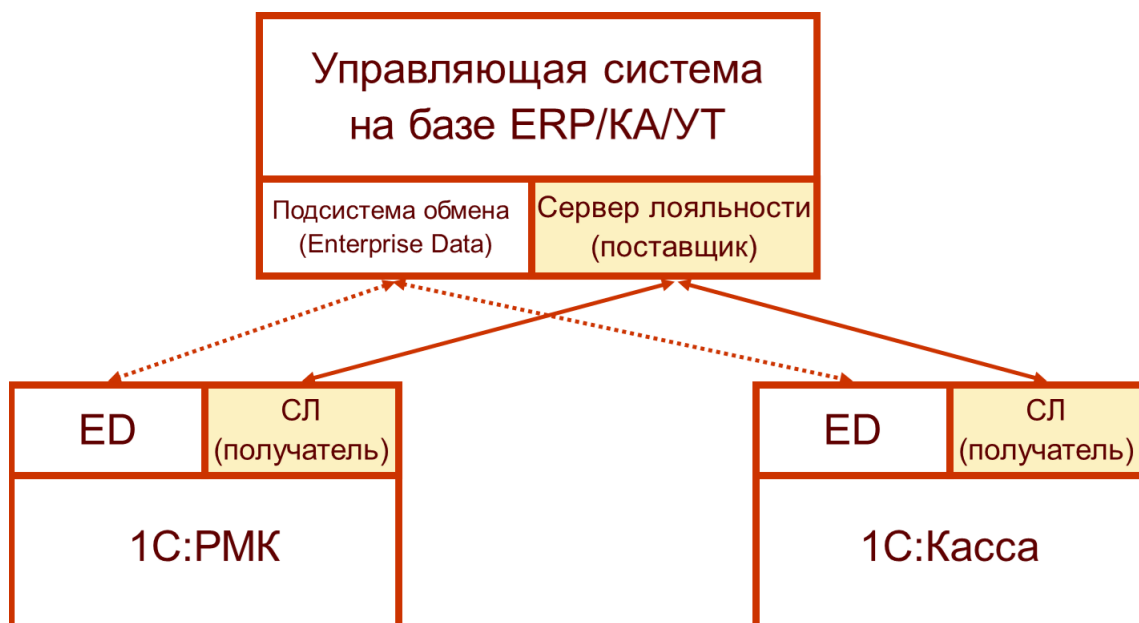 Управляющая система
на базе ERP/КА/УТ
Подсистема обмена
(Enterprise Data)
Сервер лояльности
(поставщик)
ED
СЛ
(получатель)
1С:РМК
ED
СЛ
(получатель)
1С:Касса